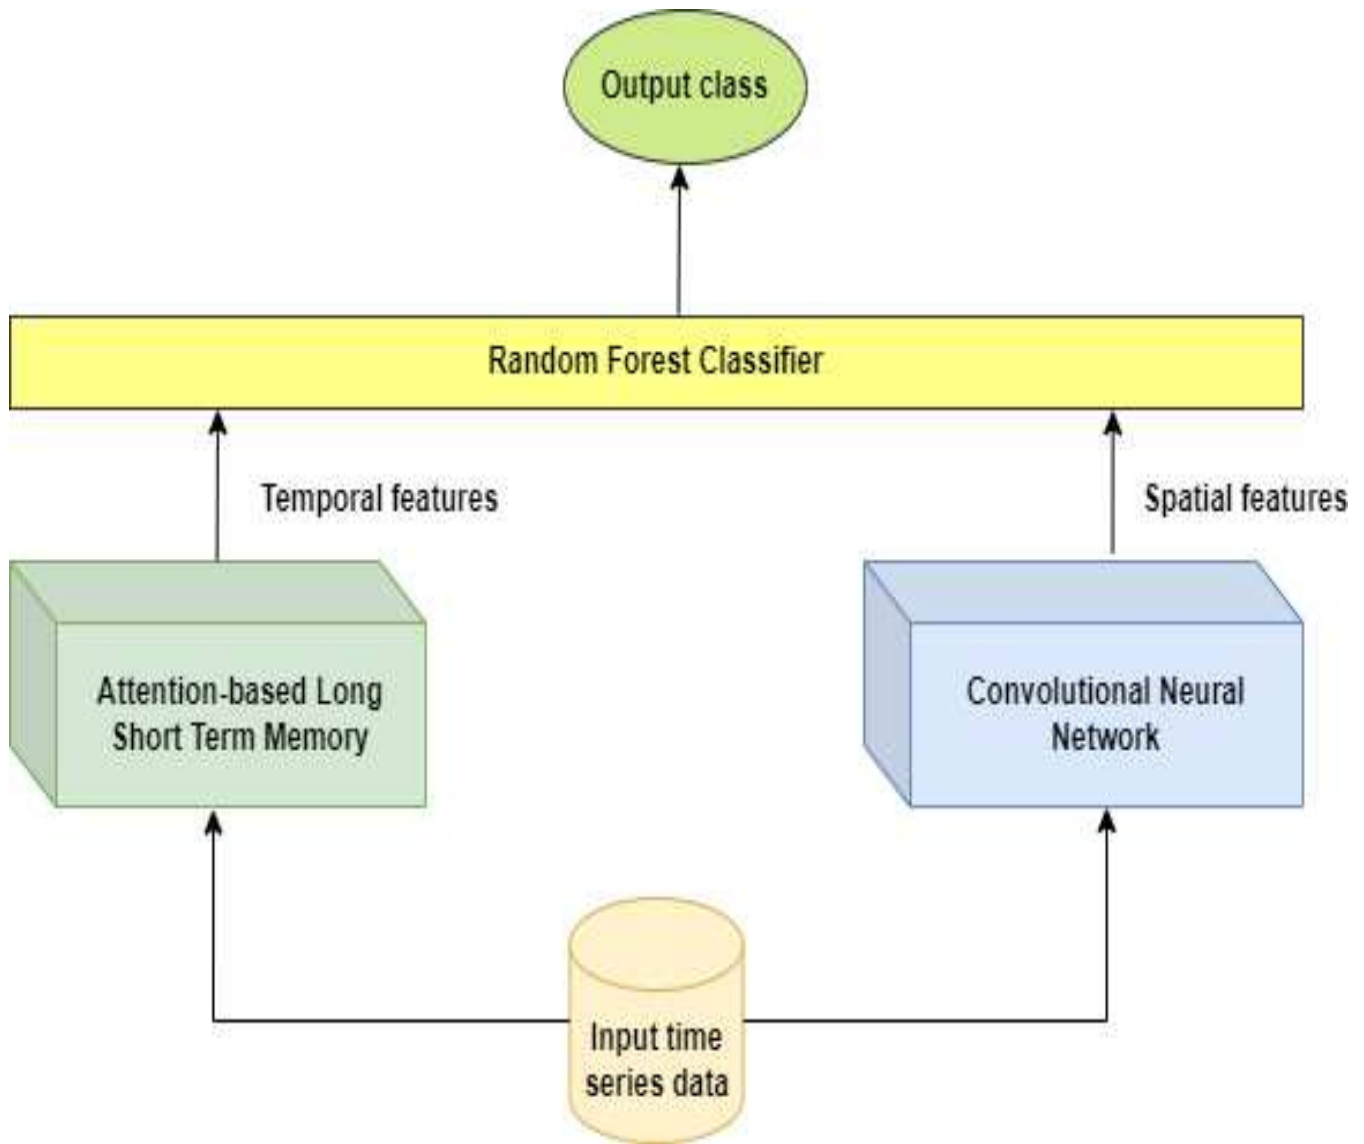 Output class
Random Forest Classifier
Temporal features
Spatial features
Attention-based Long
Short Term Memory
Convolutional Neural
Network
Input time
series data